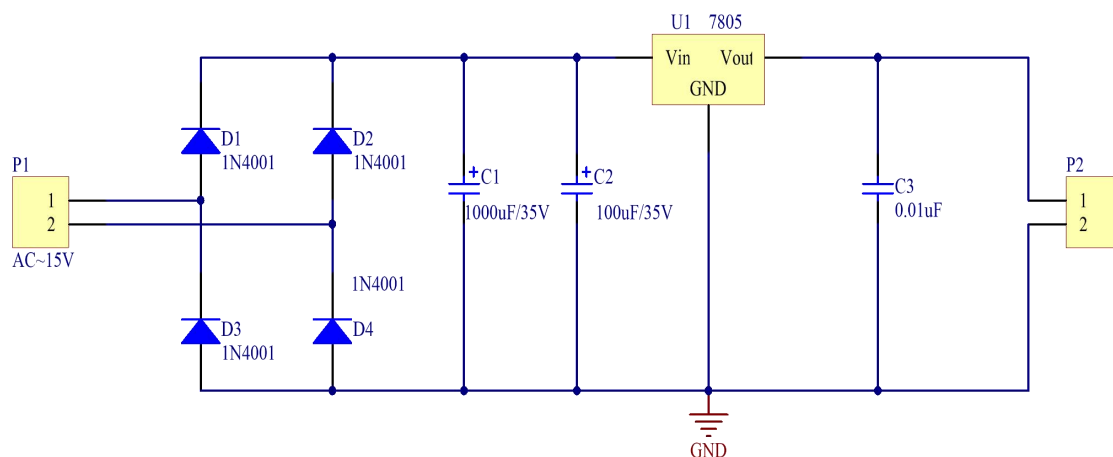 U1 7805
Vin Vout
GND
D1
1N4001
D2
1N4001
P1
1
2
AC~15V
C1
1000uF/35V
C2
100uF/35V
C3
0.01uF
P2
1
2
1N4001
D3
1N4001
D4
GND